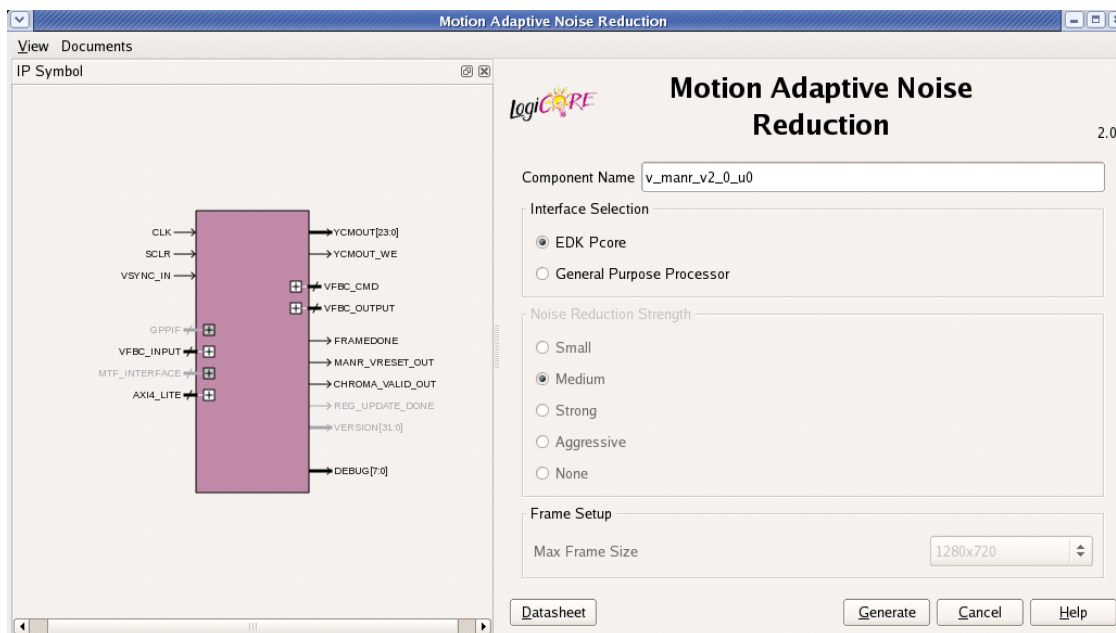 Motion Adaptive Noise Reduction
View Documents
IP Symbol
CLK
SCLR
VSYNC_IN
GPPIF
VFBC_INPUT
MTF_INTERFACE
AXI4_LITE
YCMOUT[23:0]
YCMOUT_WE
VFBC_CMD
VFBC_OUTPUT
FRAMEDONE
MANR_VRESET_OUT
CHROMA_VALID_OUT
REG_UPDATE_DONE
VERSION[31:0]
DEBUG[7:0]
logiCORE
Motion Adaptive Noise
Reduction
2.0
Component Name v_manr_v2_0_u0
Interface Selection
EDK Pcore
General Purpose Processor
Noise Reduction Strength
Small
Medium
Strong
Aggressive
None
Frame Setup
Max Frame Size 1280x720
Datasheet Generate Cancel Help